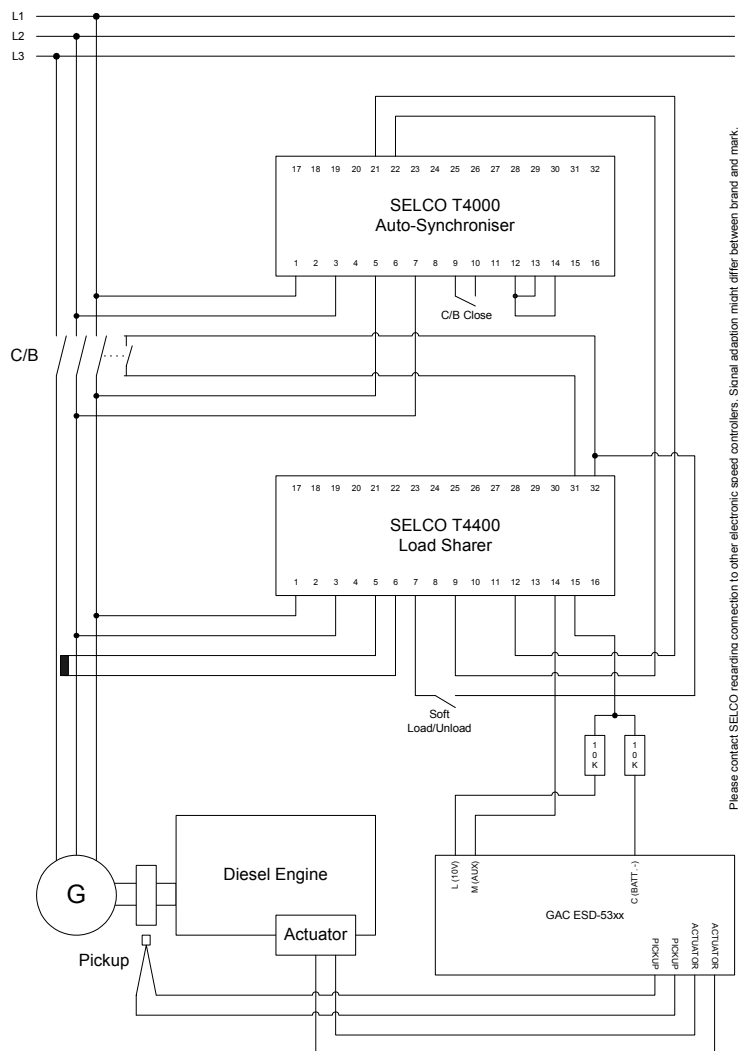 L1
L2
L3
17 18 19 20 21 22 23 24 25 26 27 28 29 30 31 32
SELCO T4000
Auto-Synchroniser
1 2 3 4 5 6 7 8 9 10 11 12 13 14 15 16
C/B Close
C/B
17 18 19 20 21 22 23 24 25 26 27 28 29 30 31 32
SELCO T4400
Load Sharer
1 2 3 4 5 6 7 8 9 10 11 12 13 14 15 16
Soft
Load/Unload
10K
10K
L (10V)
M (AUX)
C (BATT. -)
GAC ESD-53xx
PICKUP
PICKUP
ACTUATOR
ACTUATOR
Diesel Engine
G
Actuator
Pickup
Please contact SELCO regarding connection to other electronic speed controllers. Signal adaption might differ between brand and mark.